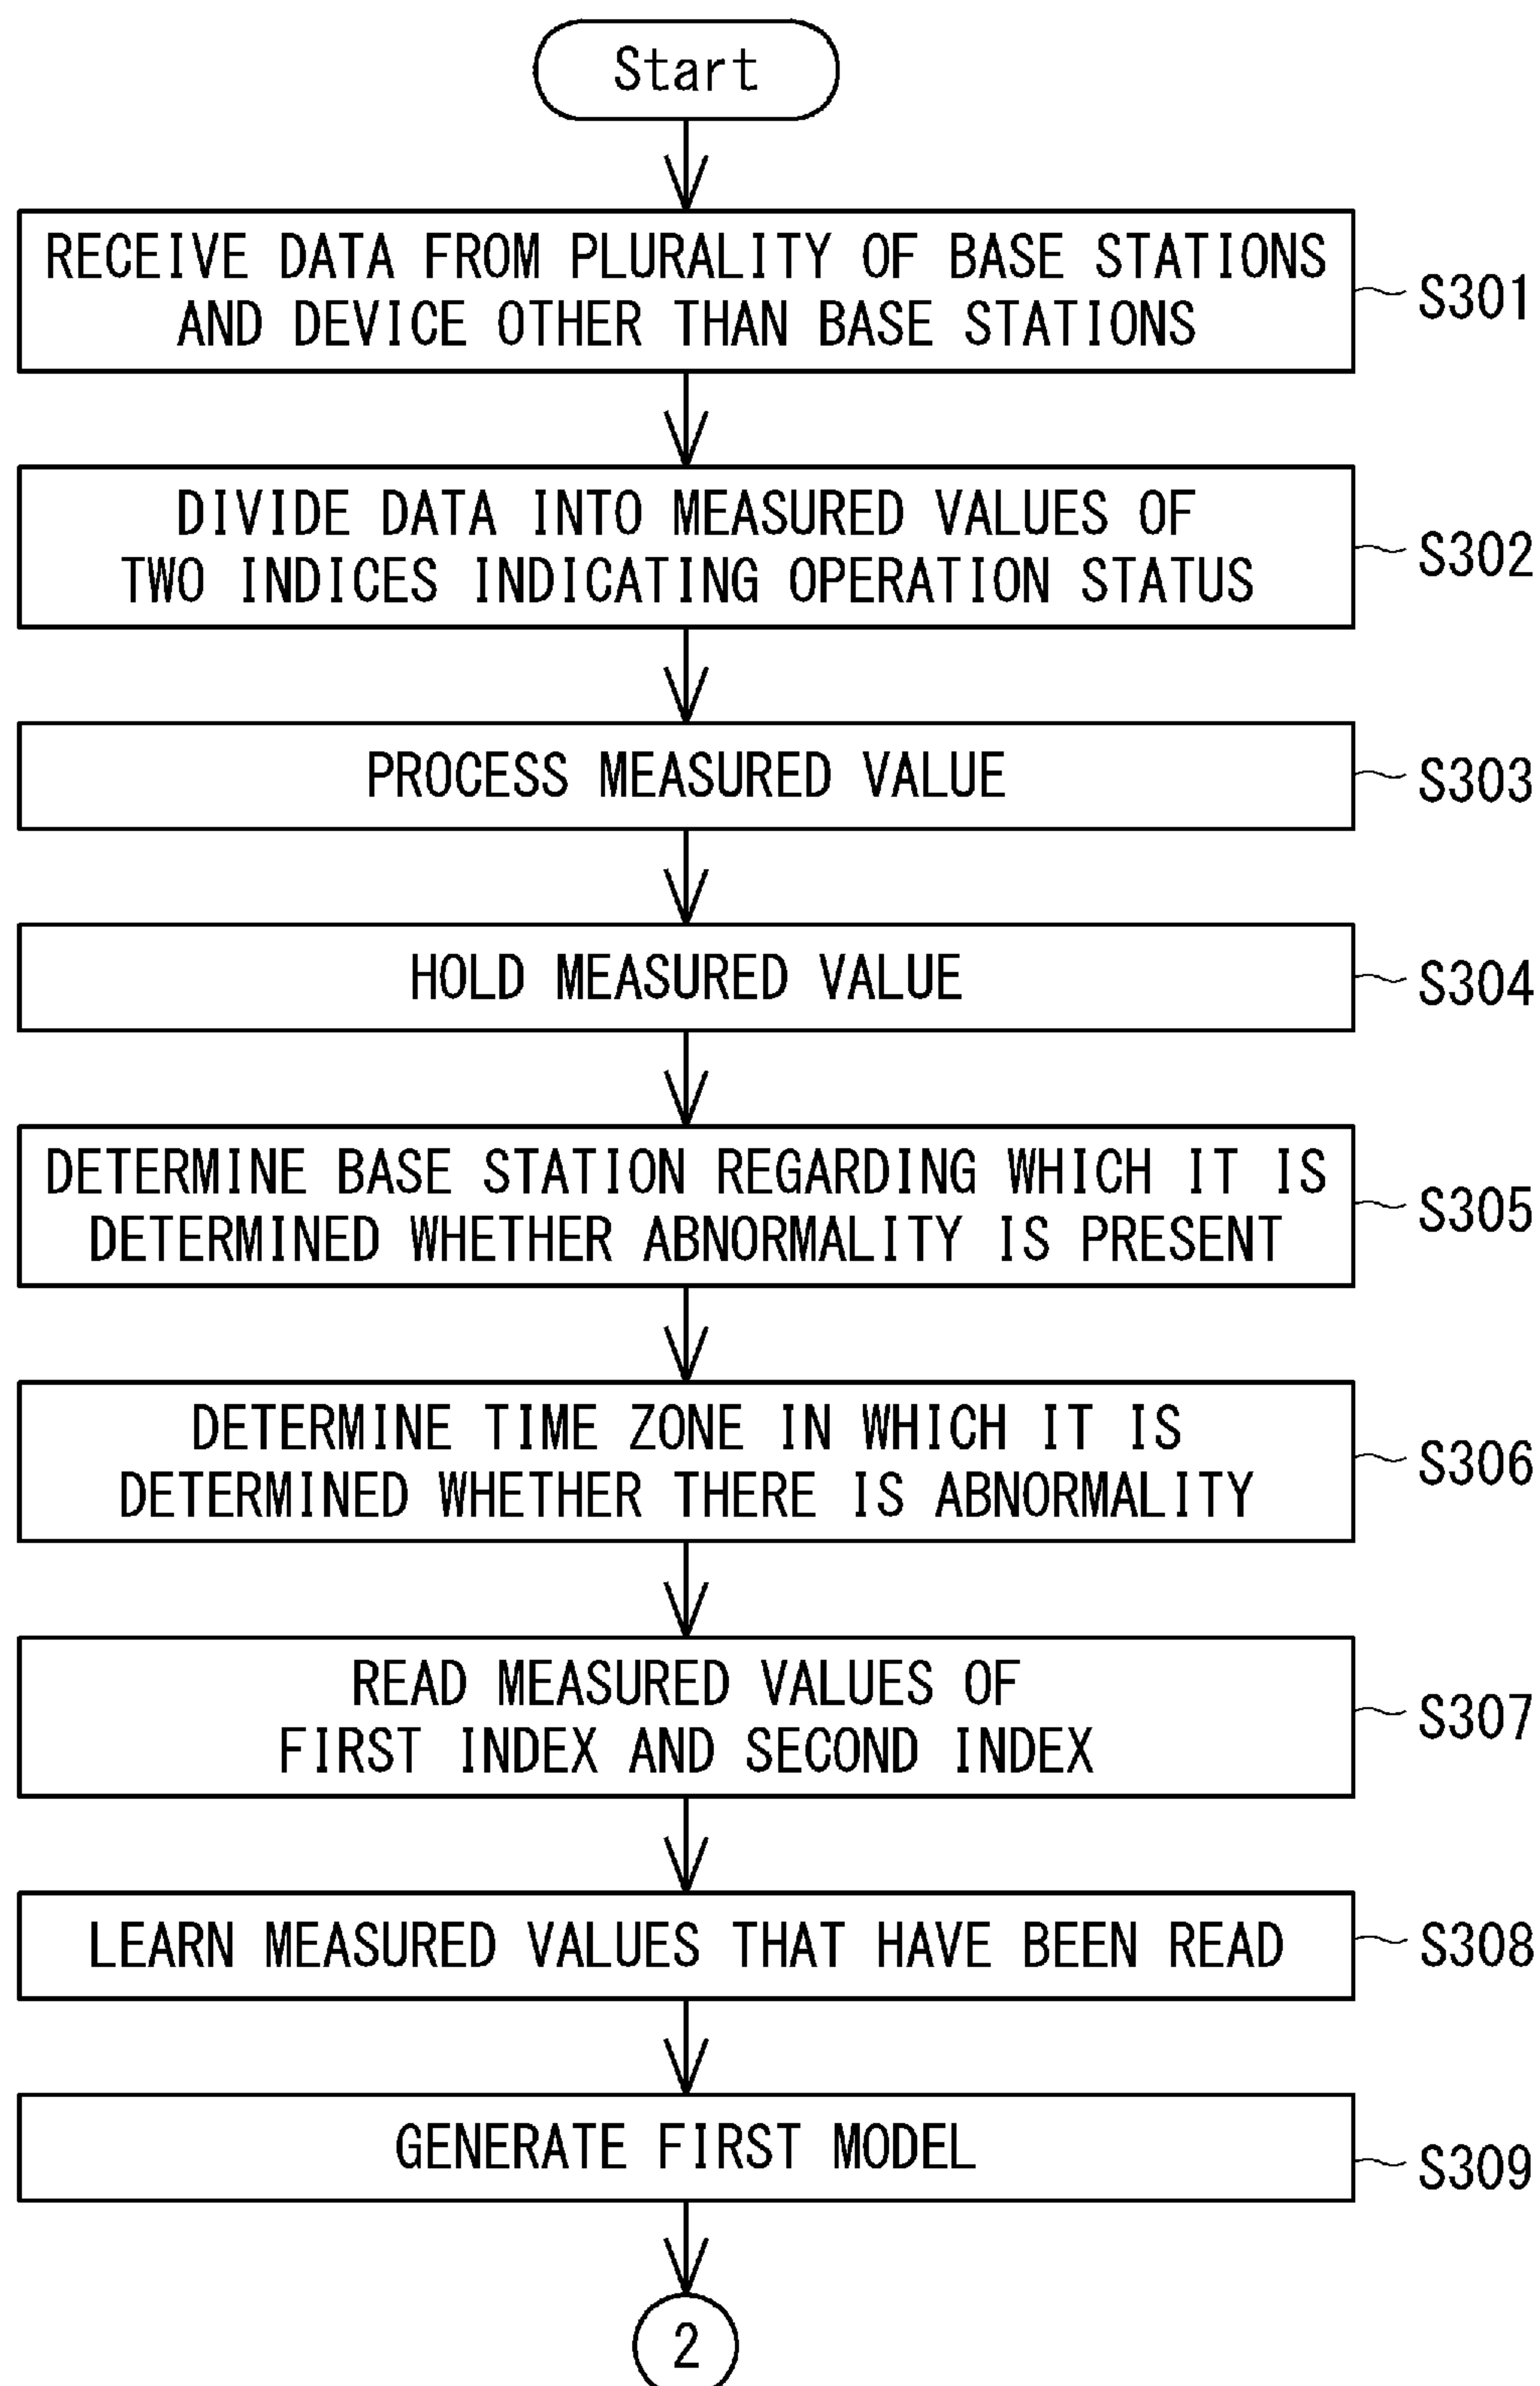 Start
RECEIVE DATA FROM PLURALITY OF BASE STATIONS
AND DEVICE OTHER THAN BASE STATIONS
S301
DIVIDE DATA INTO MEASURED VALUES OF
TWO INDICES INDICATING OPERATION STATUS
S302
PROCESS MEASURED VALUE
S303
HOLD MEASURED VALUE
S304
DETERMINE BASE STATION REGARDING WHICH IT IS
DETERMINED WHETHER ABNORMALITY IS PRESENT
S305
DETERMINE TIME ZONE IN WHICH IT IS
DETERMINED WHETHER THERE IS ABNORMALITY
S306
READ MEASURED VALUES OF
FIRST INDEX AND SECOND INDEX
S307
LEARN MEASURED VALUES THAT HAVE BEEN READ
S308
GENERATE FIRST MODEL
S309
2